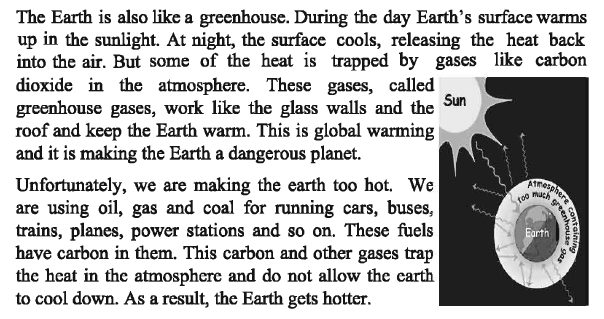 The Earth is also like a greenhouse. During the day Earth's surface warms
up in the sunlight. At night, the surface cools, releasing the heat back
into the air. But some of the heat is trapped by gases like carbon
dioxide in the atmosphere. These gases, called
greenhouse gases, work like the glass walls and the
roof and keep the Earth warm. This is global warming
and it is making the Earth a dangerous planet.
Unfortunately, we are making the earth too hot. We
are using oil, gas and coal for running cars, buses,
trains, planes, power stations and so on. These fuels
have carbon in them. This carbon and other gases trap
the heat in the atmosphere and do not allow the earth
to cool down. As a result, the Earth gets hotter.
Sun
Atmosphere containing
too much greenhouse gas
Earth